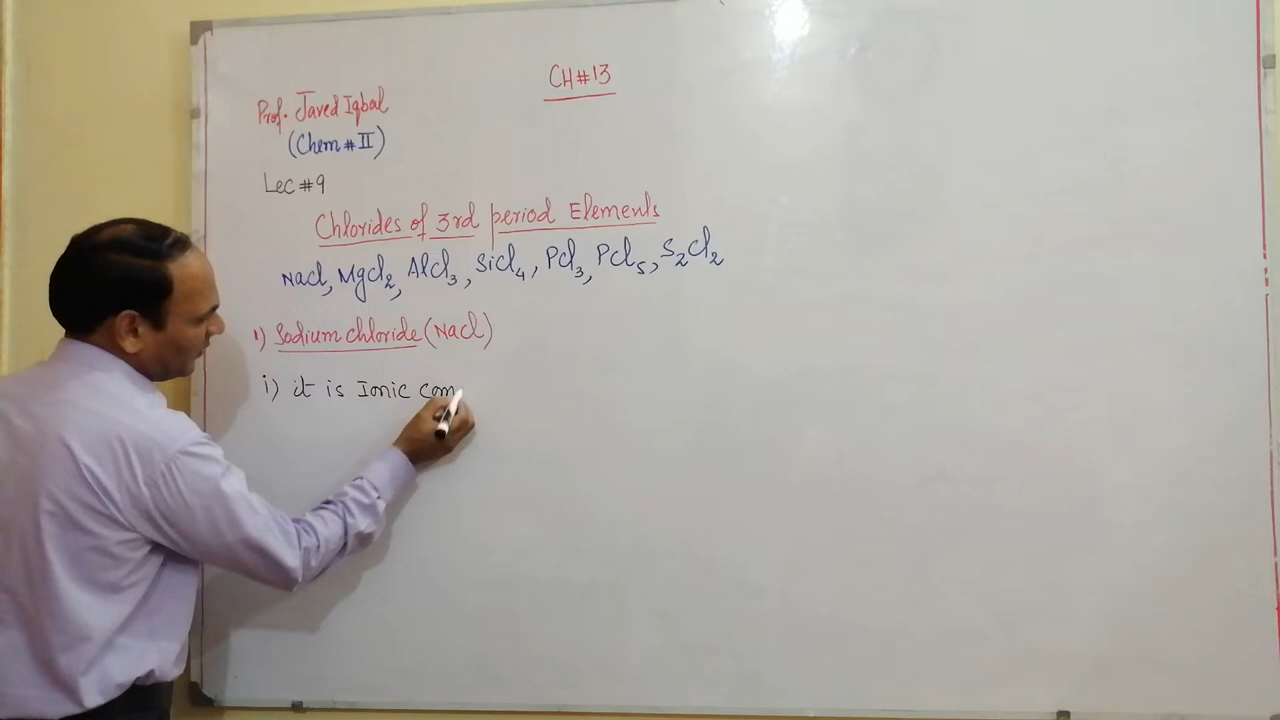 CH#13
Prof. Javed Iqbal
(Chem # II)
Lec #9
Chlorides of 3rd period Elements
NaCl, MgCl₂, AlCl₃, SiCl₄, PCl₃, PCl₅, S₂Cl₂
1) Sodium chloride (NaCl)
i) it is Ionic com